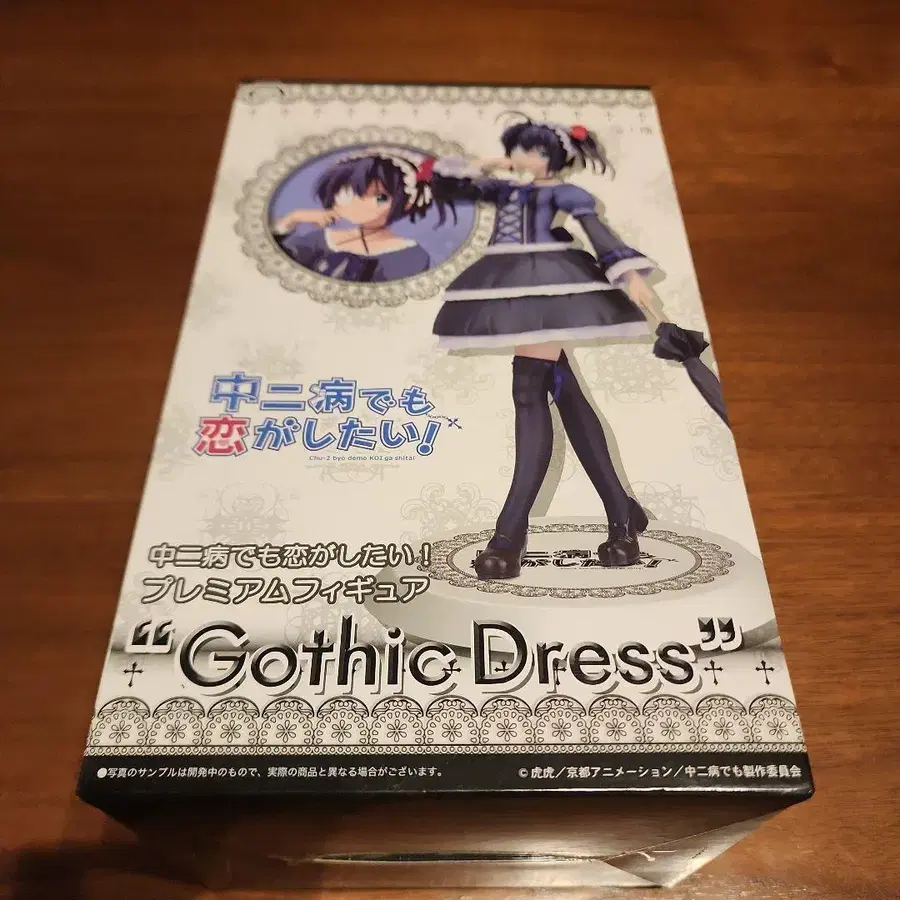 中二病でも
恋がしたい!
Chu-2 byo demo KOI ga shita!
中二病でも恋がしたい!
プレミアムフィギュア
“Gothic Dress”
●写真のサンプルは開発中のもので、実際の商品と異なる場合がございます。
©虎虎/京都アニメーション/中二病でも製作委員会